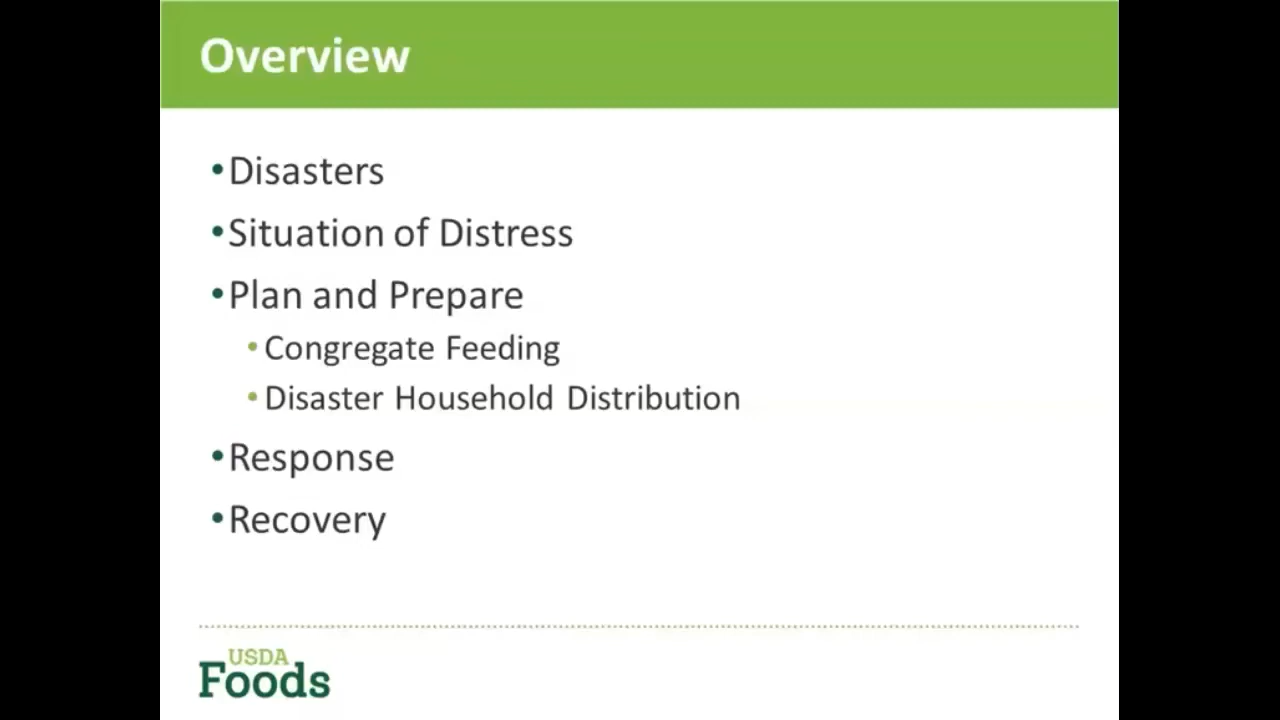 Overview
•Disasters
•Situation of Distress
•Plan and Prepare
•Congregate Feeding
•Disaster Household Distribution
•Response
•Recovery
USDA
Foods